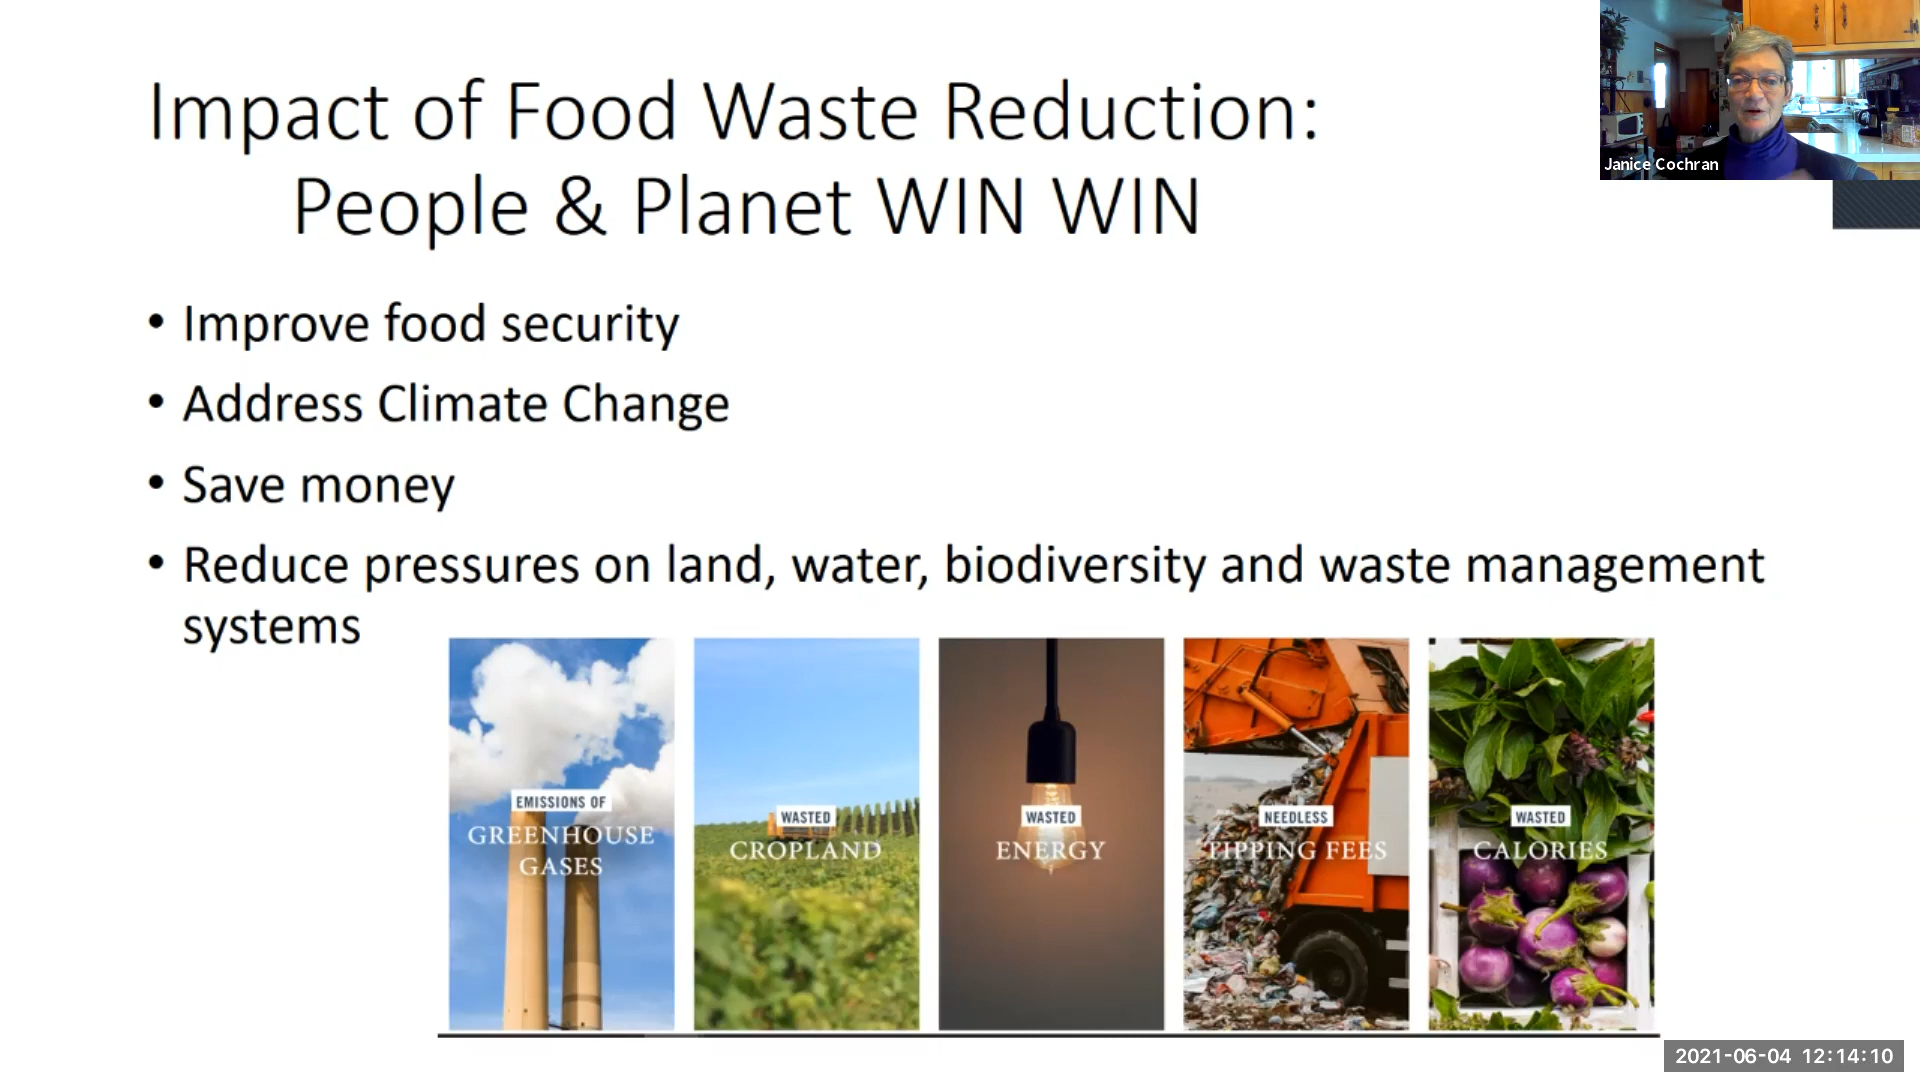 Impact of Food Waste Reduction:
People & Planet WIN WIN
Janice Cochran
• Improve food security
• Address Climate Change
• Save money
• Reduce pressures on land, water, biodiversity and waste management
systems
EMISSIONS OF
GREENHOUSE
GASES
WASTED
CROPLAND
WASTED
ENERGY
NEEDLESS
TIPPING FEES
WASTED
CALORIES
2021-06-04 12:14:10